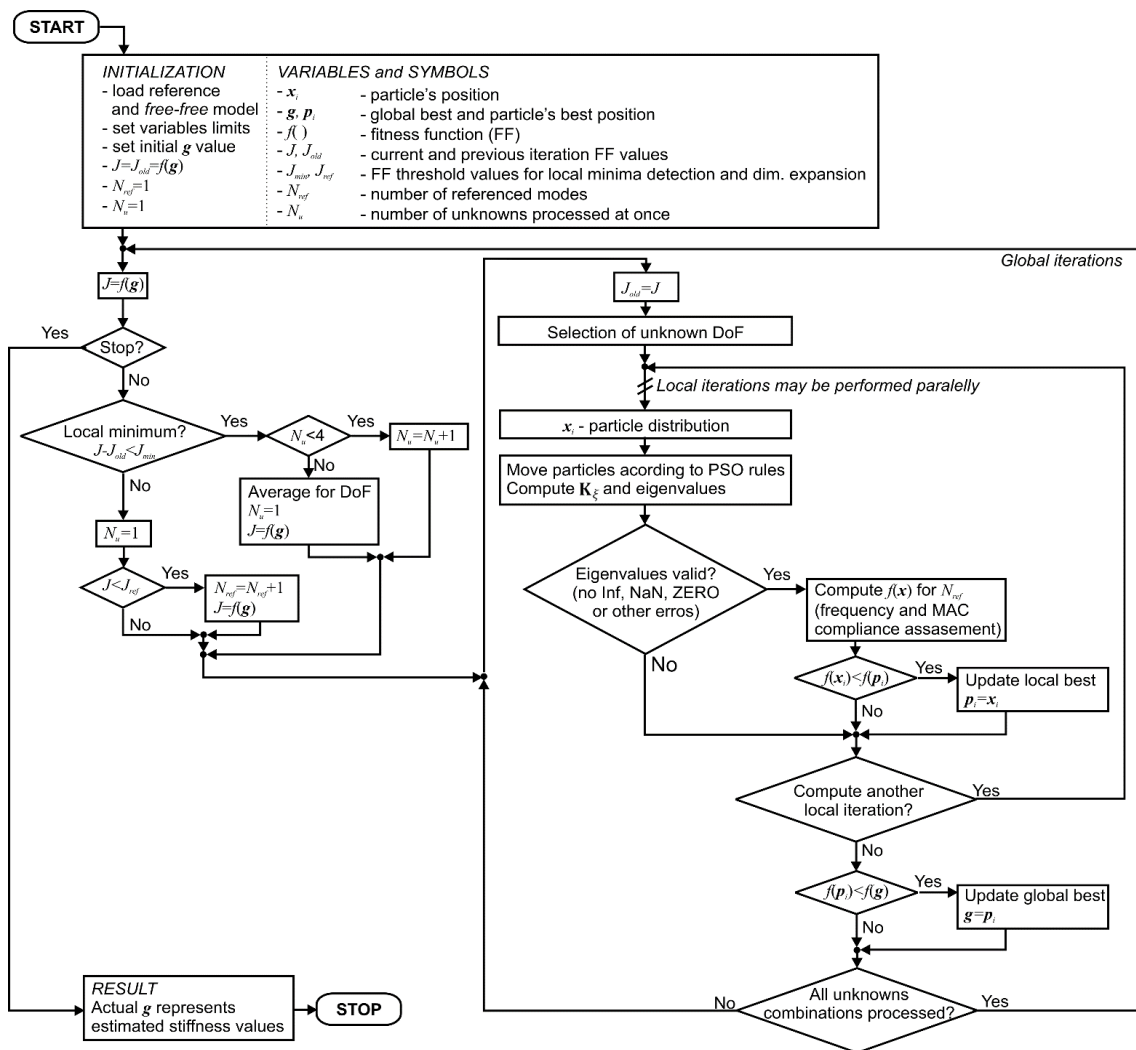 START
INITIALIZATION
- load reference
and free-free model
- set variables limits
- set initial g value
- J=J_old=f(g)
- N_ref=1
- N_u=1
VARIABLES and SYMBOLS
- x_i - particle's position
- g, p_i - global best and particle's best position
- f( ) - fitness function (FF)
- J, J_old - current and previous iteration FF values
- J_min, J_ref - FF threshold values for local minima detection and dim. expansion
- N_ref - number of referenced modes
- N_u - number of unknowns processed at once
Global iterations
J=f(g)
Yes
Stop?
No
Local minimum?
J-J_old<J_min
Yes
N_u<4
Yes
N_u=N_u+1
No
Average for DoF
N_u=1
J=f(g)
No
N_u=1
J<J_ref
Yes
N_ref=N_ref+1
J=f(g)
No
J_old=J
Selection of unknown DoF
Local iterations may be performed paralelly
x_i - particle distribution
Move particles acording to PSO rules
Compute K_ξ and eigenvalues
Eigenvalues valid?
(no Inf, NaN, ZERO
or other erros)
Yes
Compute f(x) for N_ref
(frequency and MAC
compliance assasement)
No
f(x_i)<f(p_i)
Yes
Update local best
p_i=x_i
No
Compute another
local iteration?
Yes
No
f(p_i)<f(g)
Yes
Update global best
g=p_i
No
All unknowns
combinations processed?
No
Yes
RESULT
Actual g represents
estimated stiffness values
STOP